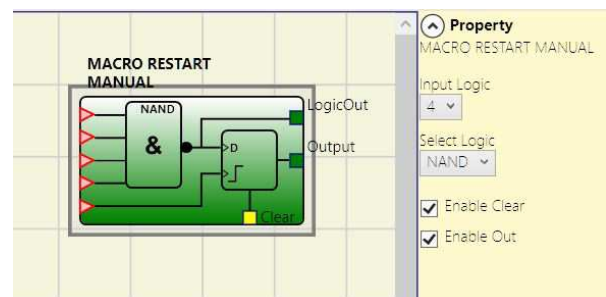 MACRO RESTART
MANUAL
NAND
&
D
LogicOut
Output
Clear
Property
MACRO RESTART MANUAL
Input Logic
4
Select Logic
NAND
Enable Clear
Enable Out